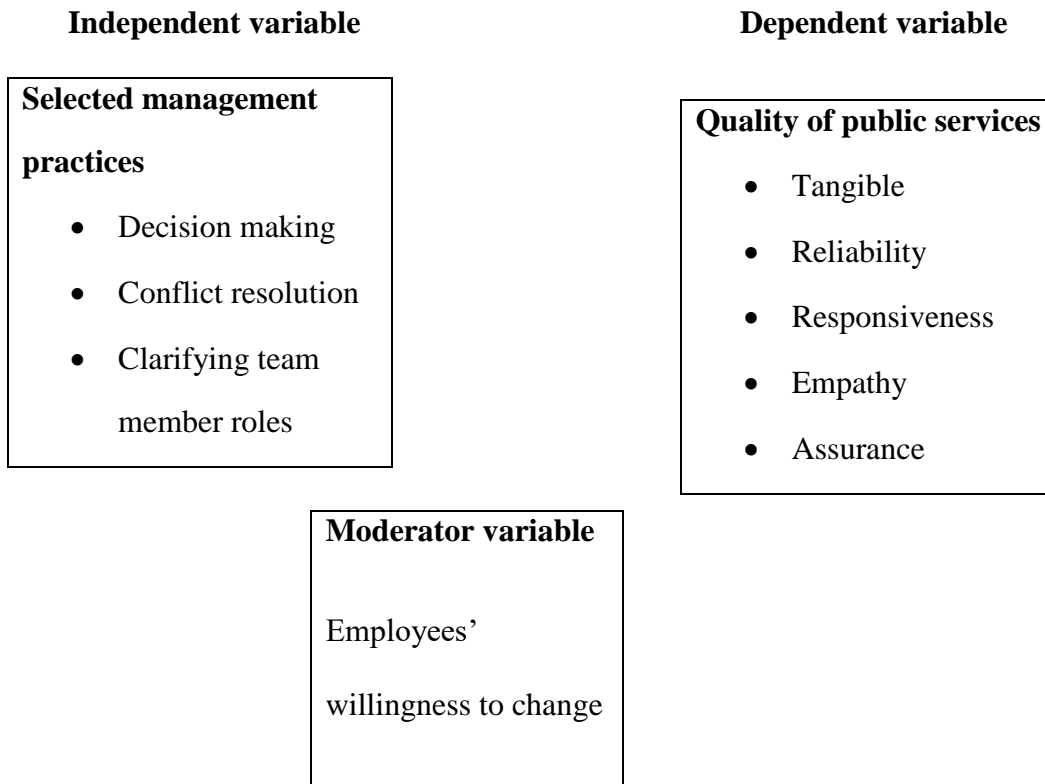 Independent variable
Dependent variable
Selected management
practices
• Decision making
• Conflict resolution
• Clarifying team
member roles
Quality of public services
• Tangible
• Reliability
• Responsiveness
• Empathy
• Assurance
Moderator variable
Employees’
willingness to change